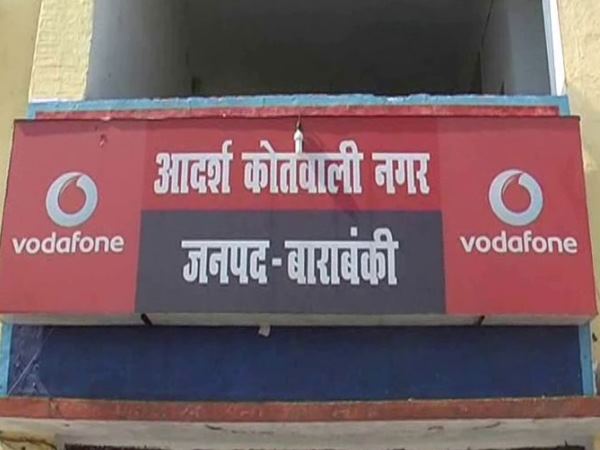 आदर्श कोतवाली नगर
जनपद-बाराबंकी
vodafone
vodafone